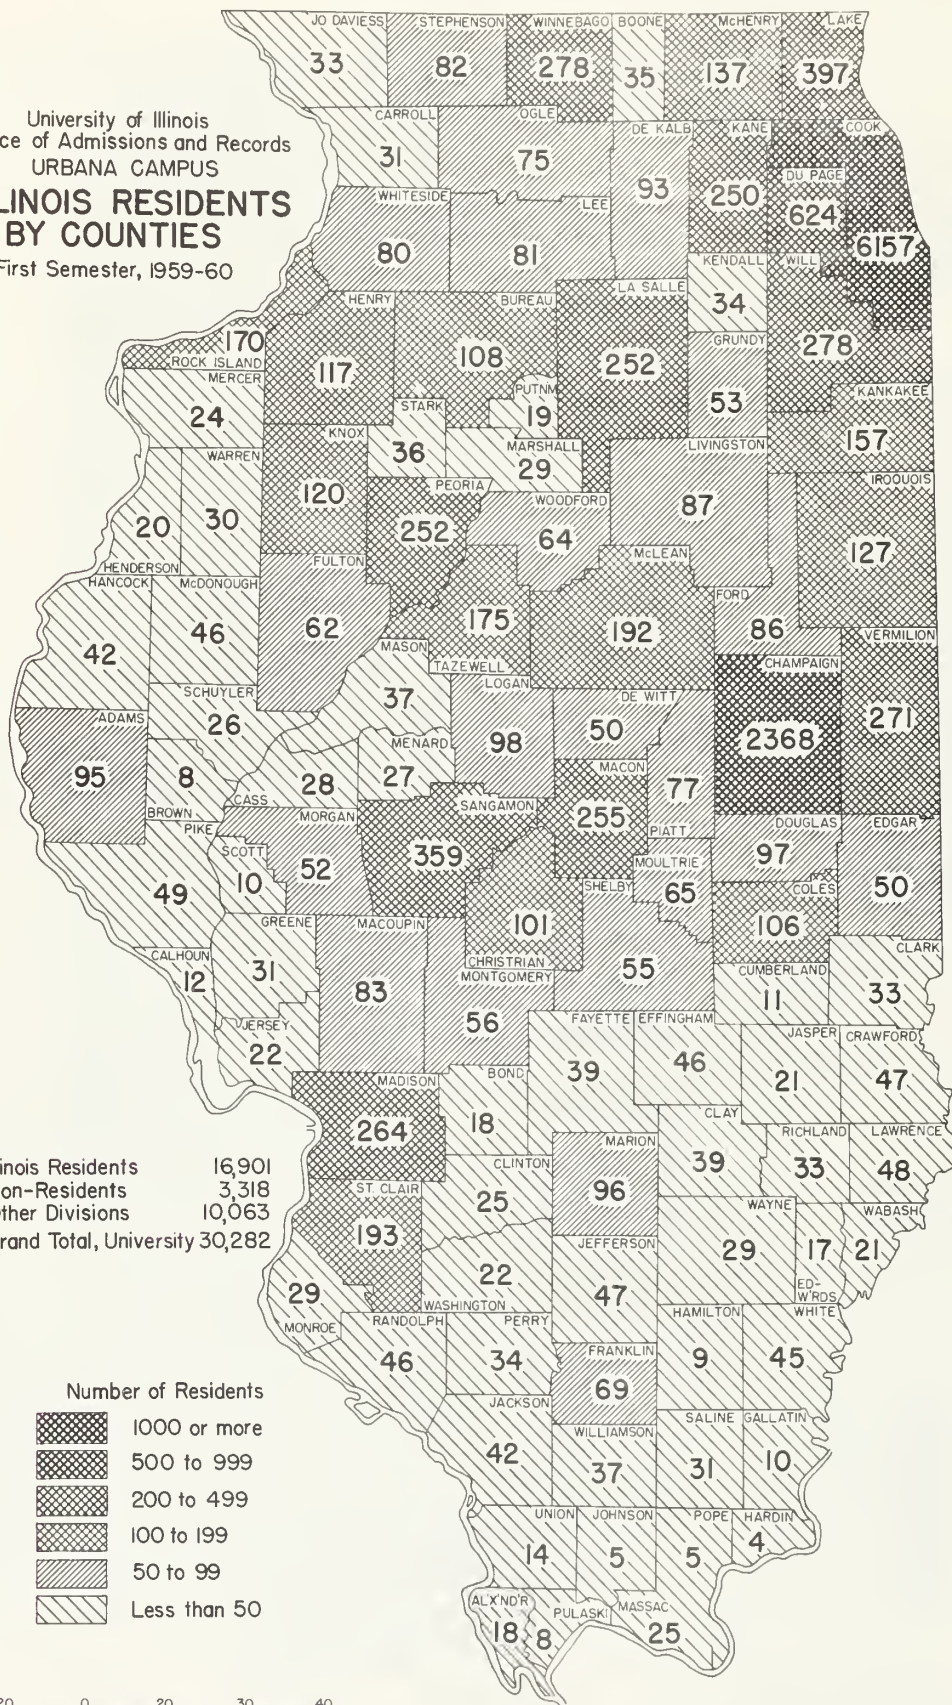 University of Illinois
ce of Admissions and Records
URBANA CAMPUS
LINOIS RESIDENTS
BY COUNTIES
First Semester, 1959-60
JO DAVIESS
33
STEPHENSON
82
WINNEBAGO
278
BOONE
35
McHENRY
137
LAKE
397
CARROLL
31
OGLE
75
DE KALB
93
KANE
250
COOK
6157
DU PAGE
624
WHITESIDE
80
LEE
81
KENDALL
34
WILL
278
170
ROCK ISLAND
HENRY
117
BUREAU
108
LA SALLE
252
GRUNDY
53
MERCER
24
PUTNM
19
KANKAKEE
157
STARK
36
KNOX
120
MARSHALL
29
LIVINGSTON
87
WARREN
30
20
HENDERSON
PEORIA
252
WOODFORD
64
IROQUOIS
127
FULTON
62
McLEAN
192
HANCOCK
42
McDONOUGH
46
175
TAZEWELL
FORD
86
VERMILION
271
MASON
37
CHAMPAIGN
2368
SCHUYLER
26
LOGAN
98
DE WITT
50
ADAMS
95
8
BROWN
28
CASS
MENARD
27
MACON
255
77
PIATT
PIKE
49
SCOTT
10
MORGAN
52
SANGAMON
359
DOUGLAS
97
EDGAR
50
MOULTRIE
65
SHELBY
55
COLES
106
101
CHRISTRIAN
GREENE
31
MACOUPIN
83
MONTGOMERY
56
CALHOUN
12
CUMBERLAND
11
CLARK
33
JERSEY
22
FAYETTE
39
EFFINGHAM
46
JASPER
21
CRAWFORD
47
MADISON
264
BOND
18
CLAY
39
RICHLAND
33
LAWRENCE
48
MARION
96
CLINTON
25
linois Residents 16,901
on-Residents 3,318
ther Divisions 10,063
rand Total, University 30,282
ST. CLAIR
193
WAYNE
29
17
ED-
W'RDS
WABASH
21
22
WASHINGTON
JEFFERSON
47
29
MONROE
RANDOLPH
46
PERRY
34
HAMILTON
9
WHITE
45
FRANKLIN
69
JACKSON
42
WILLIAMSON
37
SALINE
31
GALLATIN
10
UNION
14
JOHNSON
5
POPE
5
HARDIN
4
AL'X'ND'R
18
PULASKI
8
MASSAC
25
Number of Residents
1000 or more
500 to 999
200 to 499
100 to 199
50 to 99
Less than 50
20 0 20 30 40